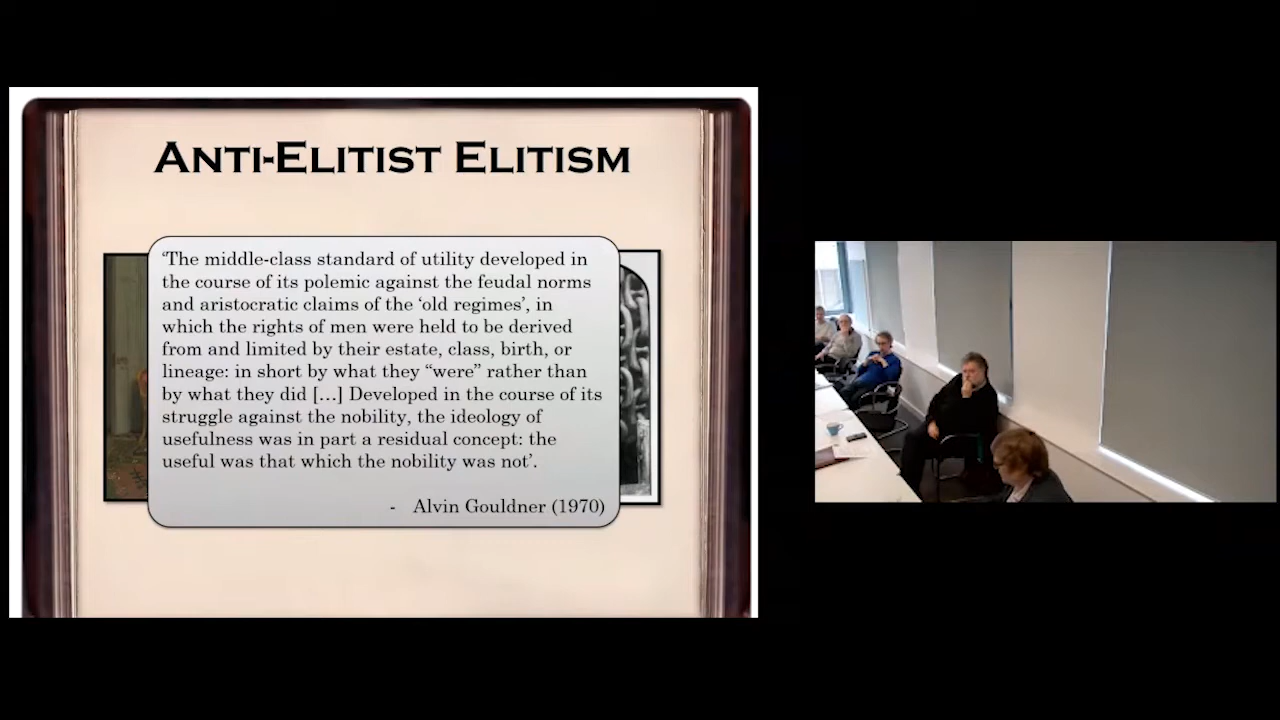 ANTI-ELITIST ELITISM
‘The middle-class standard of utility developed in
the course of its polemic against the feudal norms
and aristocratic claims of the ‘old regimes’, in
which the rights of men were held to be derived
from and limited by their estate, class, birth, or
lineage: in short by what they “were” rather than
by what they did […] Developed in the course of its
struggle against the nobility, the ideology of
usefulness was in part a residual concept: the
useful was that which the nobility was not’.
- Alvin Gouldner (1970)